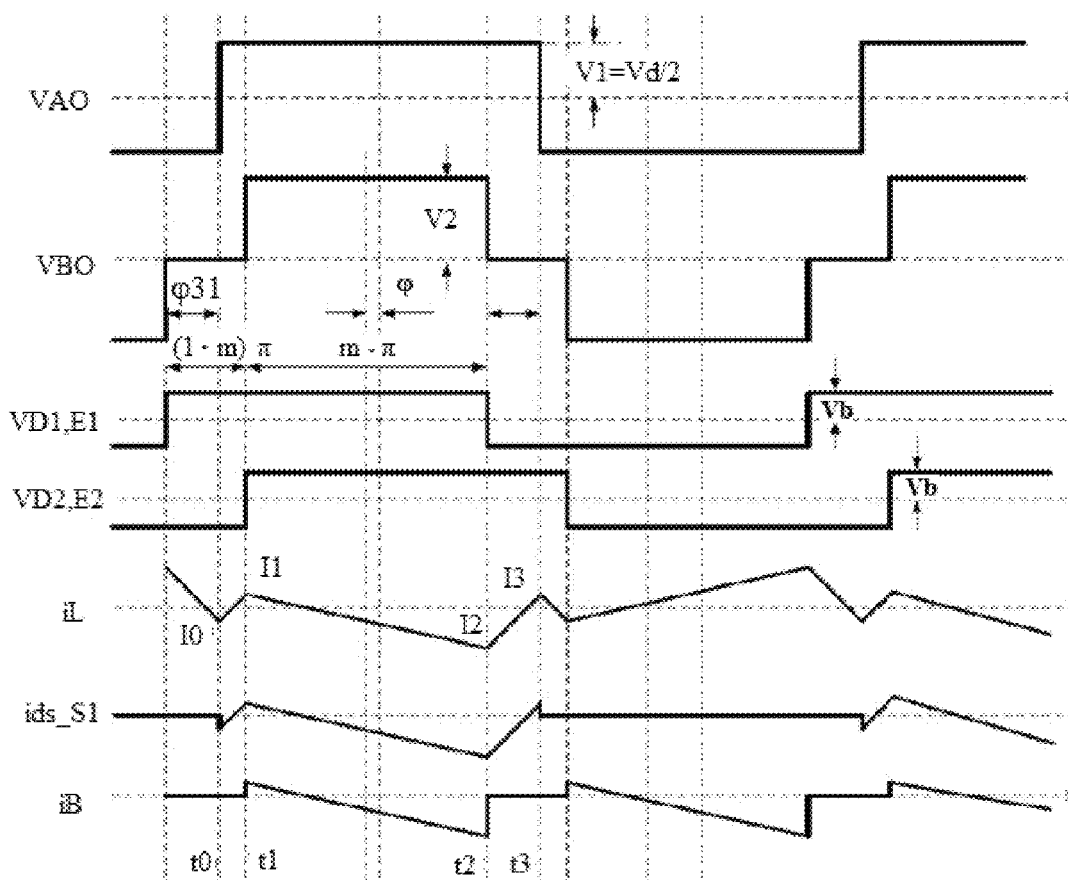 VAO
V1=Vd/2
V2
VBO
φ31
φ
(1 - m) π
m - π
VD1,E1
Vb
VD2,E2
Vb
I1
I3
iL
I0
I2
ids_S1
iB
t0
t1
t2
t3